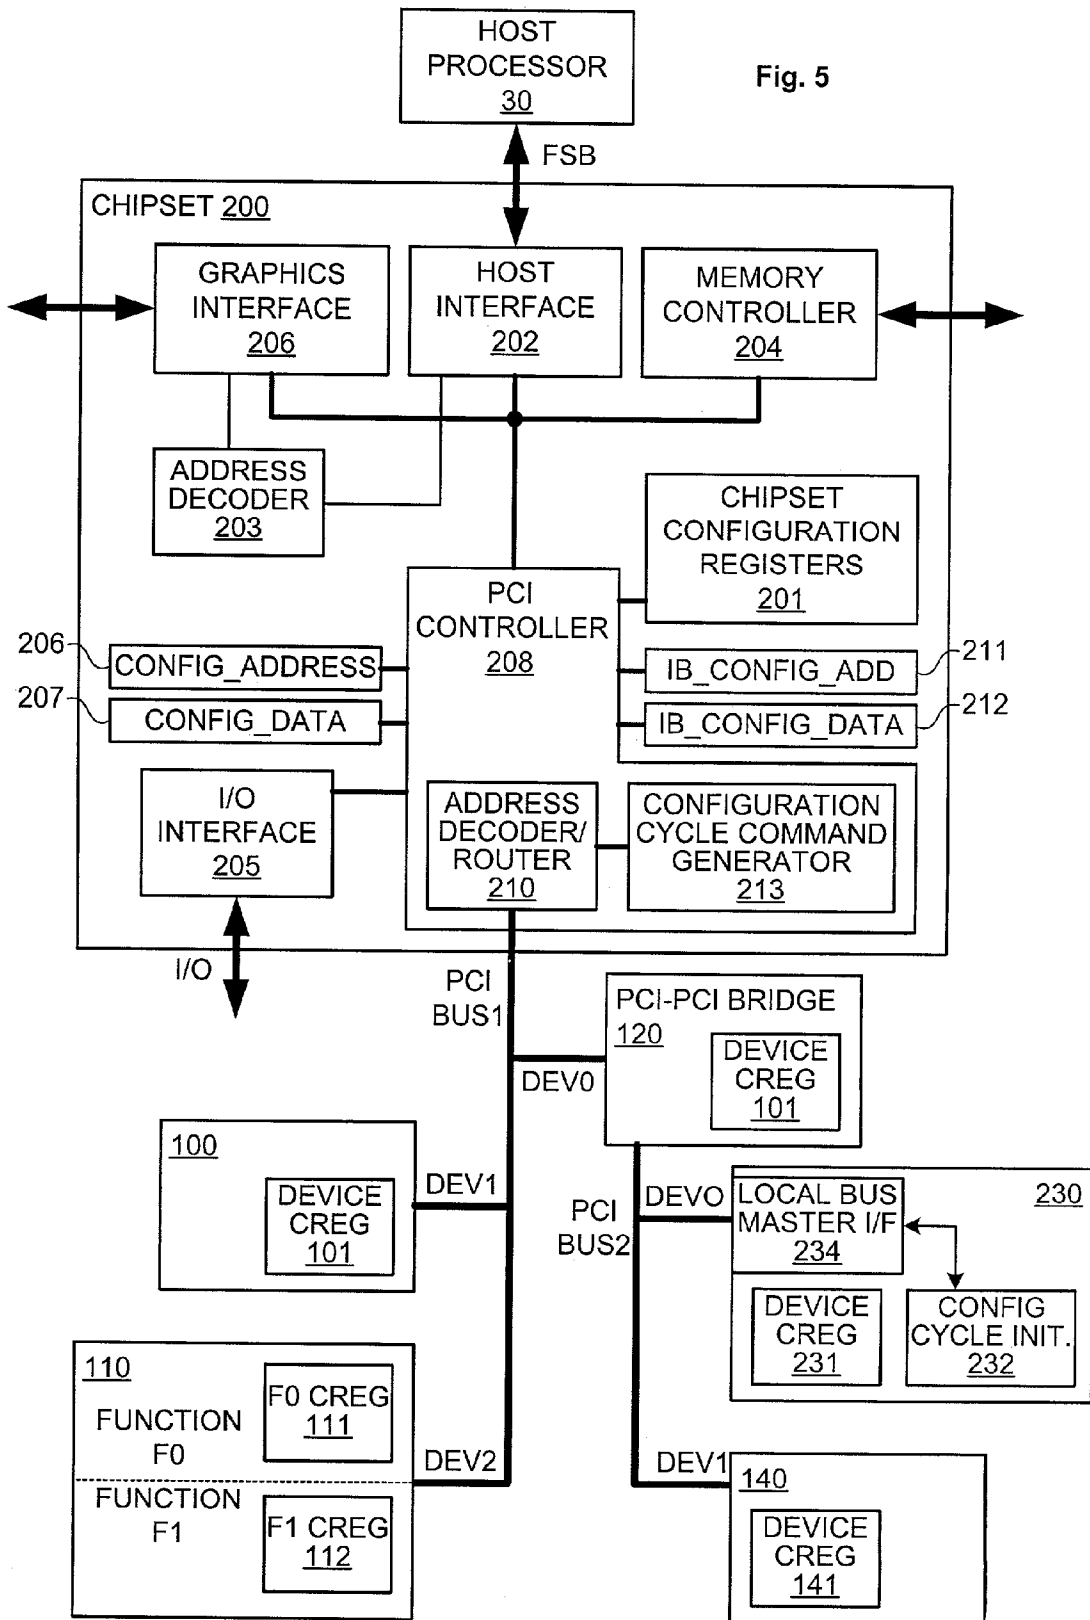 HOST
PROCESSOR
30
Fig. 5
FSB
CHIPSET 200
GRAPHICS
INTERFACE
206
HOST
INTERFACE
202
MEMORY
CONTROLLER
204
ADDRESS
DECODER
203
CHIPSET
CONFIGURATION
REGISTERS
201
PCI
CONTROLLER
208
206
CONFIG_ADDRESS
207
CONFIG_DATA
IB_CONFIG_ADD
211
IB_CONFIG_DATA
212
I/O
INTERFACE
205
ADDRESS
DECODER/
ROUTER
210
CONFIGURATION
CYCLE COMMAND
GENERATOR
213
I/O
PCI
BUS1
PCI-PCI BRIDGE
120
DEVICE
CREG
101
DEV0
100
DEVICE
CREG
101
DEV1
PCI
BUS2
DEVO
LOCAL BUS
MASTER I/F
234
230
DEVICE
CREG
231
CONFIG
CYCLE INIT.
232
110
FUNCTION
F0
F0 CREG
111
DEV2
FUNCTION
F1
F1 CREG
112
DEV1
140
DEVICE
CREG
141